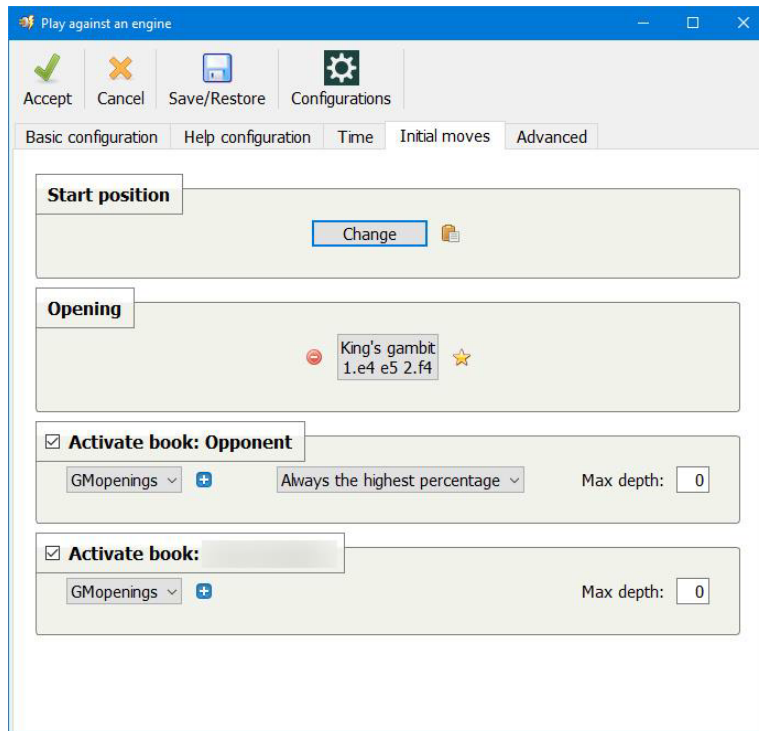 Play against an engine
Accept Cancel Save/Restore Configurations
Basic configuration Help configuration Time Initial moves Advanced
Start position
Change
Opening
King's gambit
1.e4 e5 2.f4
Activate book: Opponent
GMopenings Always the highest percentage Max depth: 0
Activate book:
GMopenings Max depth: 0